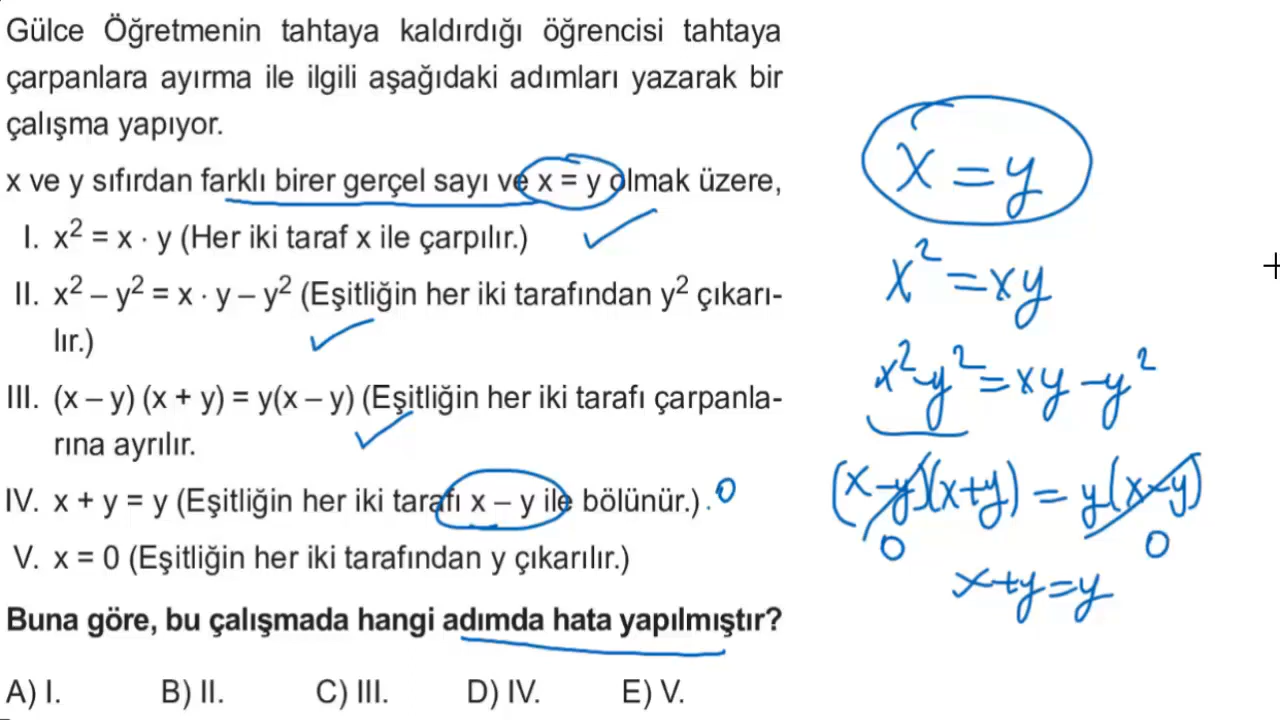 Gülce Öğretmenin tahtaya kaldırdığı öğrencisi tahtaya
çarpanlara ayırma ile ilgili aşağıdaki adımları yazarak bir
çalışma yapıyor.
x ve y sıfırdan farklı birer gerçel sayı ve x = y olmak üzere,
I. x² = x · y (Her iki taraf x ile çarpılır.)
II. x² – y² = x · y – y² (Eşitliğin her iki tarafından y² çıkarı-
lır.)
III. (x – y) (x + y) = y(x – y) (Eşitliğin her iki tarafı çarpanla-
rına ayrılır.
IV. x + y = y (Eşitliğin her iki tarafı x – y ile bölünür.). 0
V. x = 0 (Eşitliğin her iki tarafından y çıkarılır.)
Buna göre, bu çalışmada hangi adımda hata yapılmıştır?
A) I. B) II. C) III. D) IV. E) V.
x = y
x² = xy
x² - y² = xy - y²
(x - y)(x + y) = y(x - y)
0 0
x + y = y